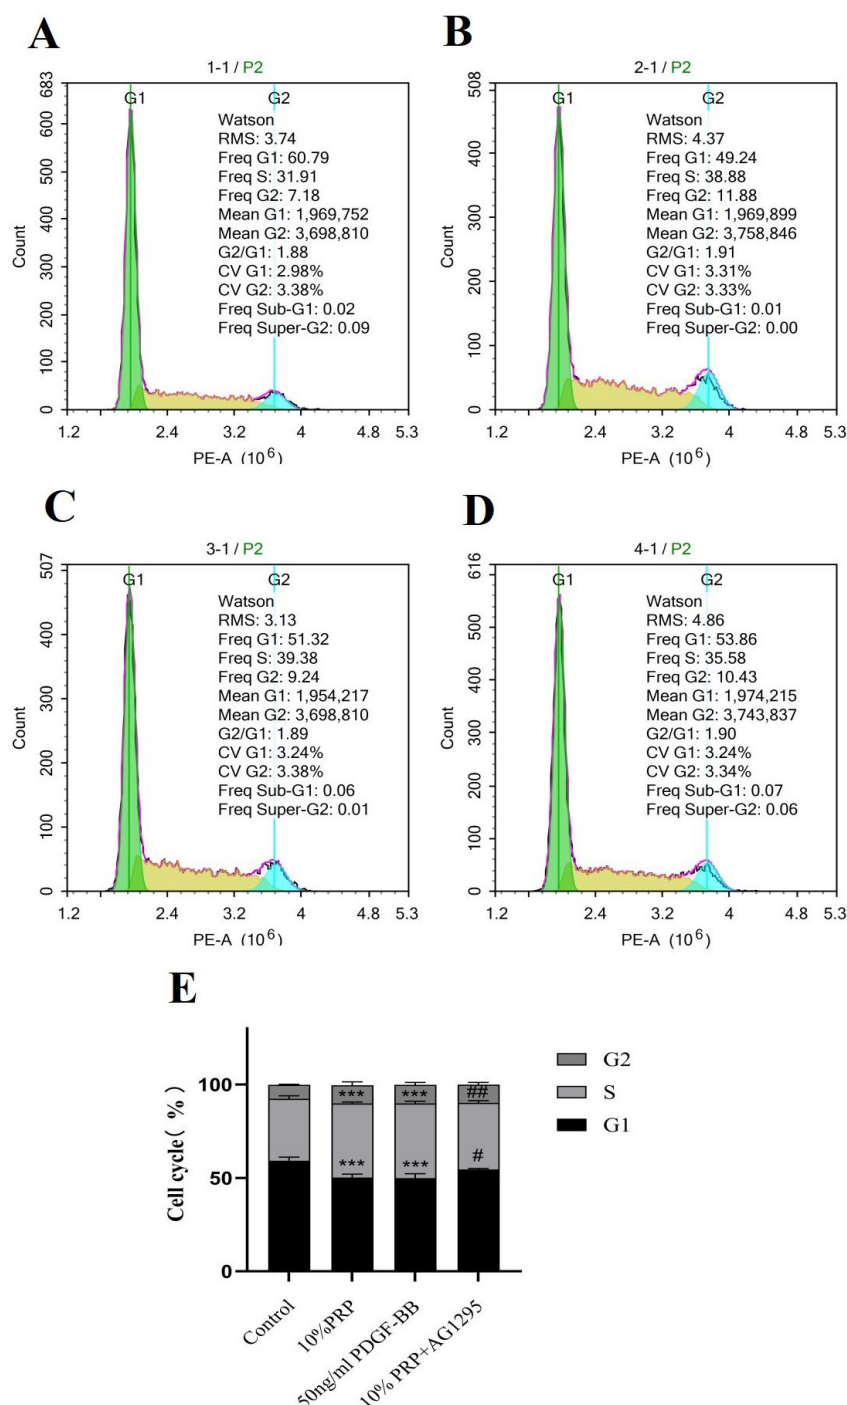 A
1-1 / P2
683
600
500
400
300
200
100
0
Count
G1
G2
Watson
RMS: 3.74
Freq G1: 60.79
Freq S: 31.91
Freq G2: 7.18
Mean G1: 1,969,752
Mean G2: 3,698,810
G2/G1: 1.88
CV G1: 2.98%
CV G2: 3.38%
Freq Sub-G1: 0.02
Freq Super-G2: 0.09
1.2 2.4 3.2 4 4.8 5.3
PE-A (10^6)
B
2-1 / P2
508
400
300
200
100
0
Count
G1
G2
Watson
RMS: 4.37
Freq G1: 49.24
Freq S: 38.88
Freq G2: 11.88
Mean G1: 1,969,899
Mean G2: 3,758,846
G2/G1: 1.91
CV G1: 3.31%
CV G2: 3.33%
Freq Sub-G1: 0.01
Freq Super-G2: 0.00
1.2 2.4 3.2 4 4.8 5.3
PE-A (10^6)
C
3-1 / P2
507
400
300
200
100
0
Count
G1
G2
Watson
RMS: 3.13
Freq G1: 51.32
Freq S: 39.38
Freq G2: 9.24
Mean G1: 1,954,217
Mean G2: 3,698,810
G2/G1: 1.89
CV G1: 3.24%
CV G2: 3.38%
Freq Sub-G1: 0.06
Freq Super-G2: 0.01
1.2 2.4 3.2 4 4.8 5.3
PE-A (10^6)
D
4-1 / P2
616
500
400
300
200
100
0
Count
G1
G2
Watson
RMS: 4.86
Freq G1: 53.86
Freq S: 35.58
Freq G2: 10.43
Mean G1: 1,974,215
Mean G2: 3,743,837
G2/G1: 1.90
CV G1: 3.24%
CV G2: 3.34%
Freq Sub-G1: 0.07
Freq Super-G2: 0.06
1.2 2.4 3.2 4 4.8 5.3
PE-A (10^6)
E
Cell cycle( %)
100
50
0
*** *** ##
*** *** #
G2
S
G1
Control
10%PRP
50ng/ml PDGF-BB
10% PRP+AG1295